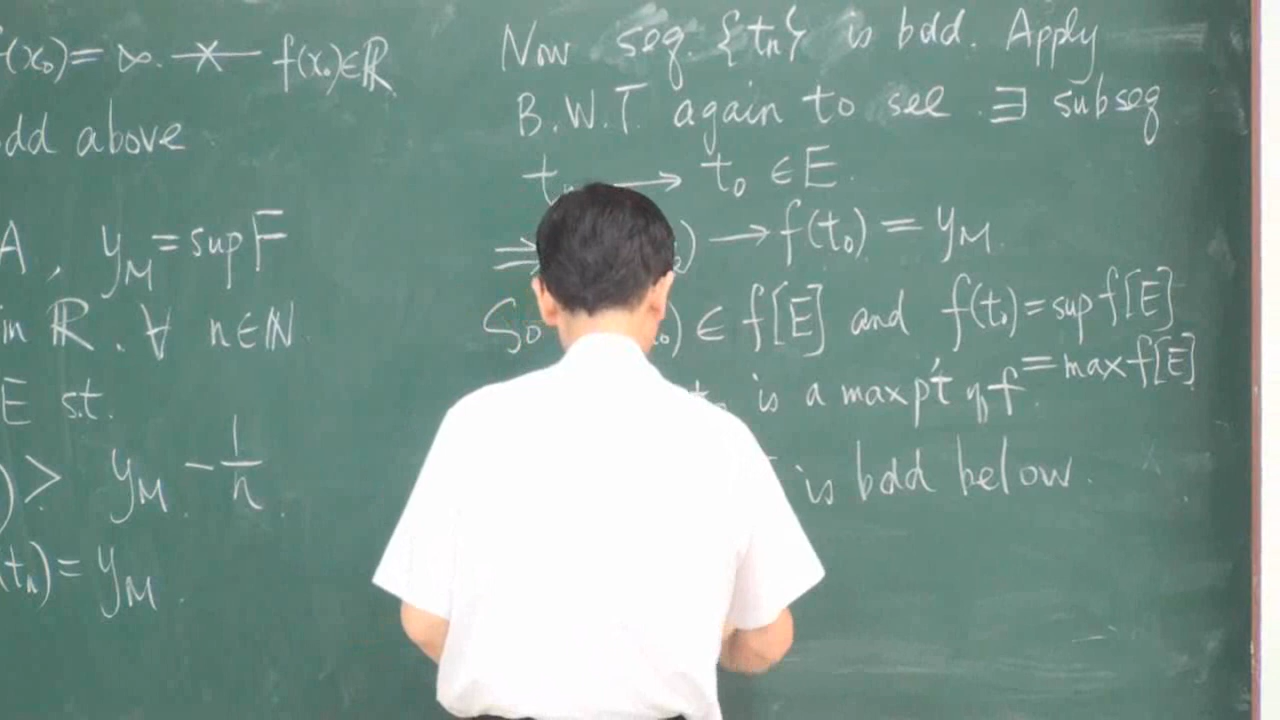 f(x₀)=∞. ⨳ f(x₀)∈ℝ.
bdd above.
A, y_M = sup F
in ℝ. ∀ n∈ℕ.
E s.t.
) > y_M - 1/n.
(t_n) = y_M.
Now seq. {t_n} is bdd. Apply
B.W.T. again to see ∃ subseq
t → t₀ ∈ E.
⇒ ) → f(t₀) = y_M.
So ₀) ∈ f[E] and f(t₀) = sup f[E]
= max f[E]
is a max pt of f.
is bdd below.